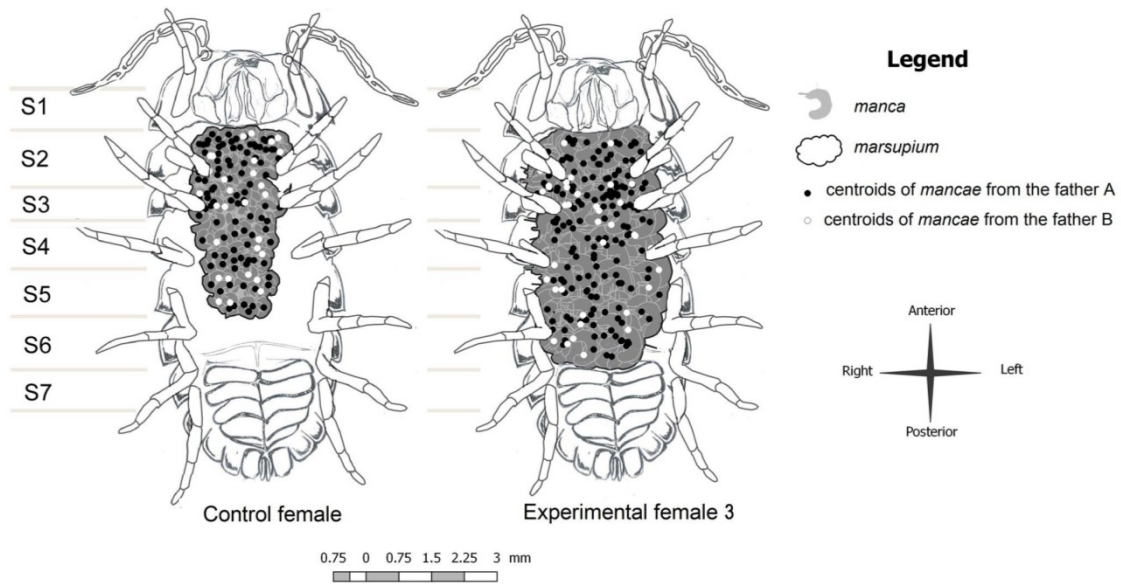 S1
S2
S3
S4
S5
S6
S7
Control female
Experimental female 3
0.75 0 0.75 1.5 2.25 3 mm
Legend
manca
marsupium
centroids of mancae from the father A
centroids of mancae from the father B
Anterior
Right Left
Posterior